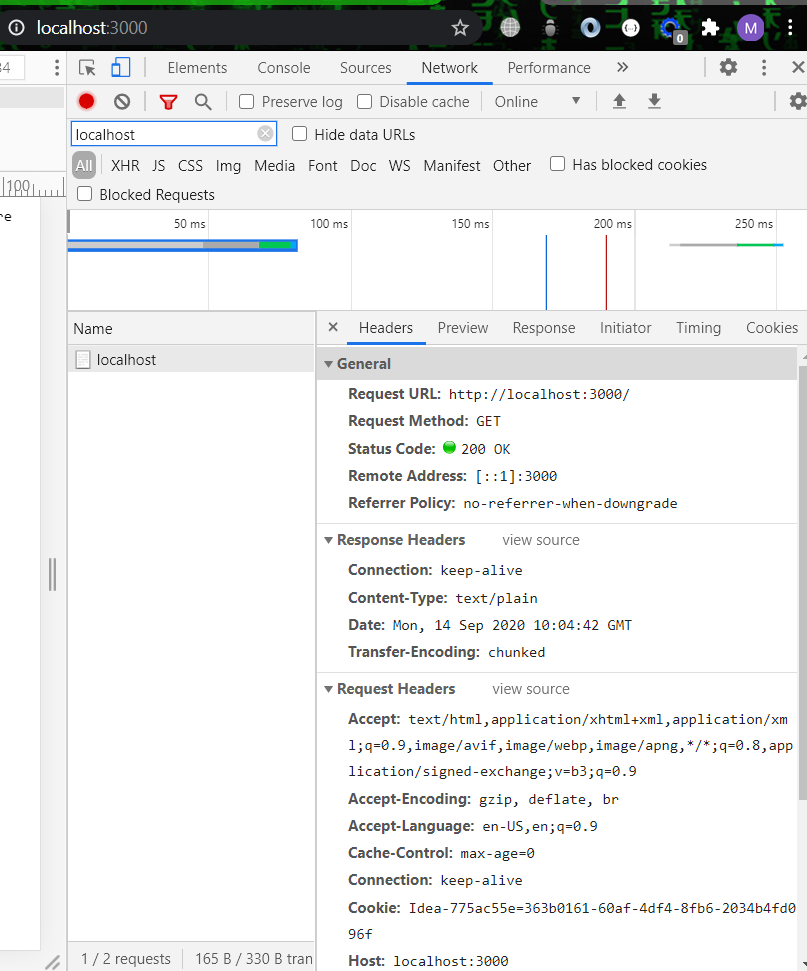 localhost:3000
M
0
34
Elements Console Sources Network Performance »
Preserve log Disable cache Online
localhost
Hide data URLs
All XHR JS CSS Img Media Font Doc WS Manifest Other Has blocked cookies
100
Blocked Requests
re
50 ms 100 ms 150 ms 200 ms 250 ms
Name
Headers Preview Response Initiator Timing Cookies
localhost
General
Request URL: http://localhost:3000/
Request Method: GET
Status Code: 200 OK
Remote Address: [::1]:3000
Referrer Policy: no-referrer-when-downgrade
Response Headers view source
Connection: keep-alive
Content-Type: text/plain
Date: Mon, 14 Sep 2020 10:04:42 GMT
Transfer-Encoding: chunked
Request Headers view source
Accept: text/html,application/xhtml+xml,application/xm
l;q=0.9,image/avif,image/webp,image/apng,*/*;q=0.8,app
lication/signed-exchange;v=b3;q=0.9
Accept-Encoding: gzip, deflate, br
Accept-Language: en-US,en;q=0.9
Cache-Control: max-age=0
Connection: keep-alive
Cookie: Idea-775ac55e=363b0161-60af-4df4-8fb6-2034b4fd0
96f
Host: localhost:3000
1 / 2 requests 165 B / 330 B tran